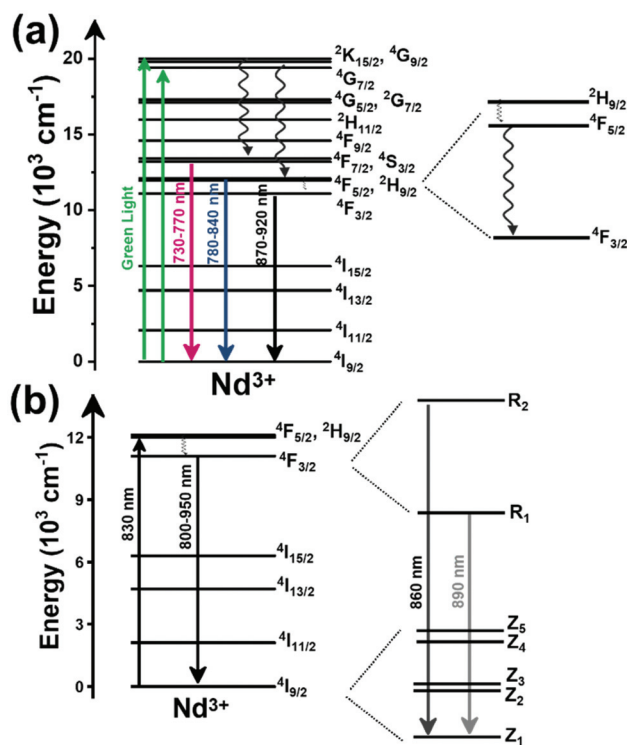 (a)
Energy (10³ cm⁻¹)
20
15
10
5
0
Green Light
730-770 nm
780-840 nm
870-920 nm
²K₁₅/₂, ⁴G₉/₂
⁴G₇/₂
⁴G₅/₂, ²G₇/₂
²H₁₁/₂
⁴F₉/₂
⁴F₇/₂, ⁴S₃/₂
⁴F₅/₂, ²H₉/₂
⁴F₃/₂
⁴I₁₅/₂
⁴I₁₃/₂
⁴I₁₁/₂
⁴I₉/₂
Nd³⁺
²H₉/₂
⁴F₅/₂
⁴F₃/₂
(b)
Energy (10³ cm⁻¹)
12
9
6
3
0
830 nm
800-950 nm
⁴F₅/₂, ²H₉/₂
⁴F₃/₂
⁴I₁₅/₂
⁴I₁₃/₂
⁴I₁₁/₂
⁴I₉/₂
Nd³⁺
R₂
R₁
860 nm
890 nm
Z₅
Z₄
Z₃
Z₂
Z₁